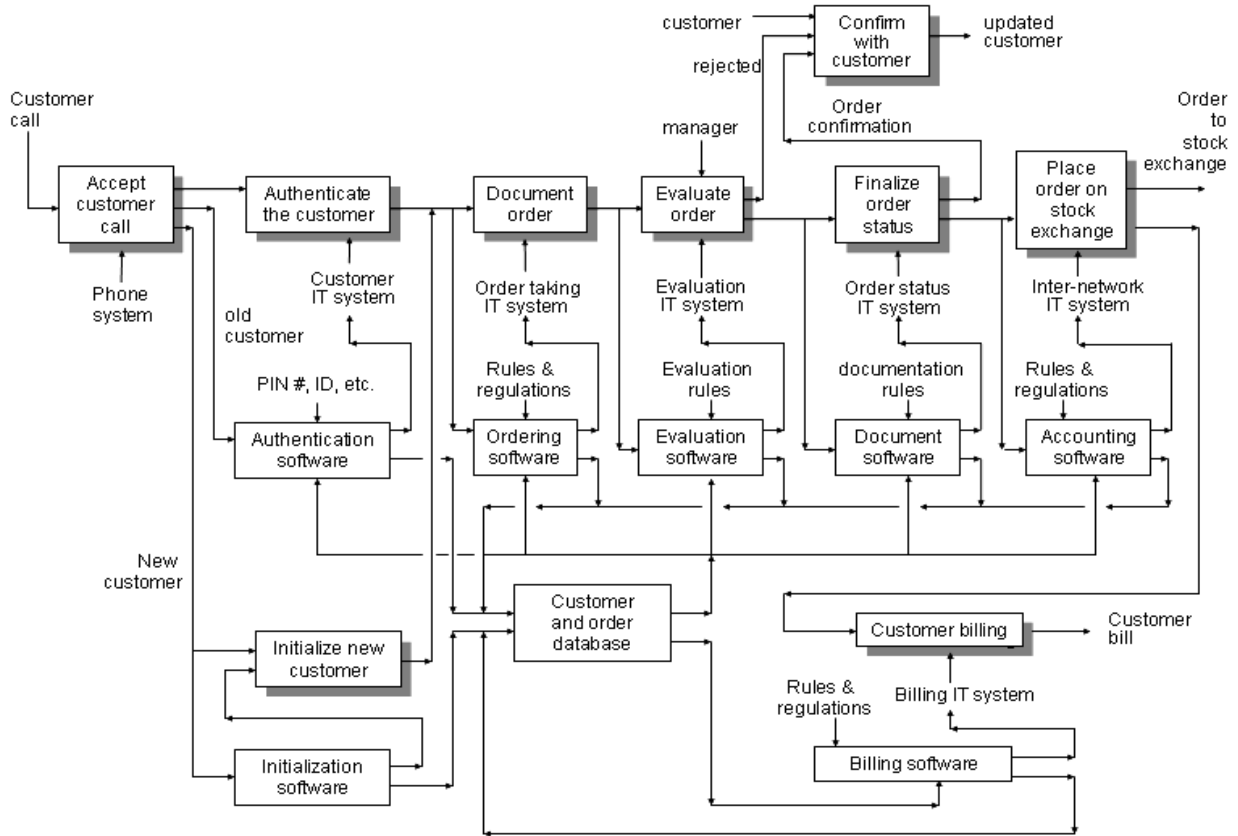 customer
Confirm
with
customer
updated
customer
rejected
Customer
call
Order
confirmation
Order
to
stock
exchange
manager
Accept
customer
call
Authenticate
the customer
Document
order
Evaluate
order
Finalize
order
status
Place
order on
stock
exchange
Phone
system
Customer
IT system
Order taking
IT system
Evaluation
IT system
Order status
IT system
Inter-network
IT system
old
customer
PIN #, ID, etc.
Rules &
regulations
Evaluation
rules
documentation
rules
Rules &
regulations
Authentication
software
Ordering
software
Evaluation
software
Document
software
Accounting
software
New
customer
Customer
and order
database
Customer billing
Customer
bill
Initialize new
customer
Rules &
regulations
Billing IT system
Initialization
software
Billing software